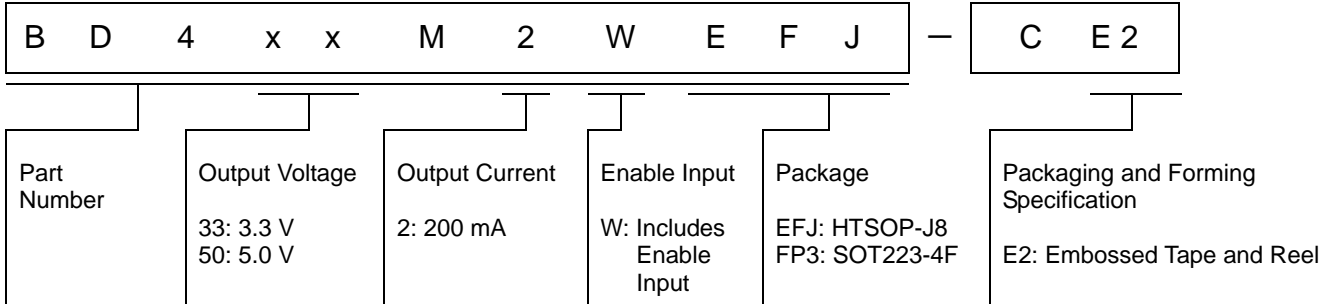 B D 4 x x M 2 W E F J – C E 2
Part Number
Output Voltage
33: 3.3 V
50: 5.0 V
Output Current
2: 200 mA
Enable Input
W: Includes
Enable
Input
Package
EFJ: HTSOP-J8
FP3: SOT223-4F
Packaging and Forming
Specification
E2: Embossed Tape and Reel